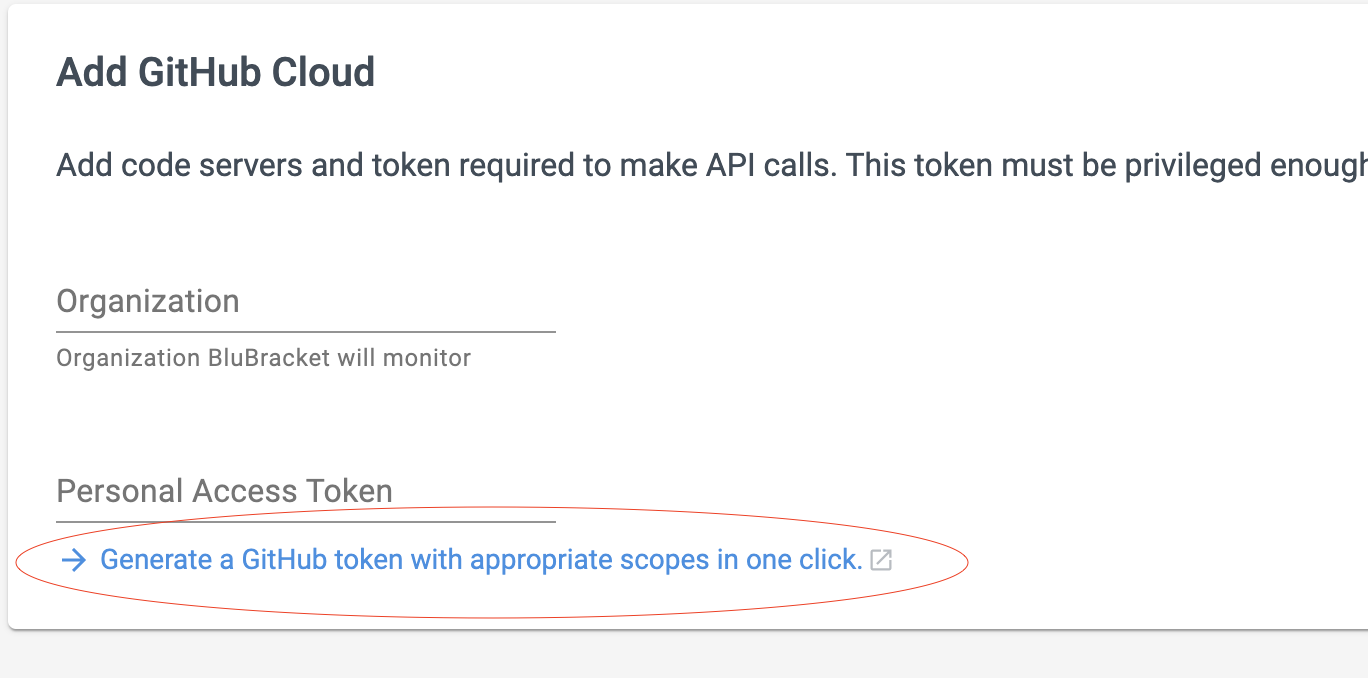 Add GitHub Cloud
Add code servers and token required to make API calls. This token must be privileged enough
Organization
Organization BluBracket will monitor
Personal Access Token
→ Generate a GitHub token with appropriate scopes in one click.